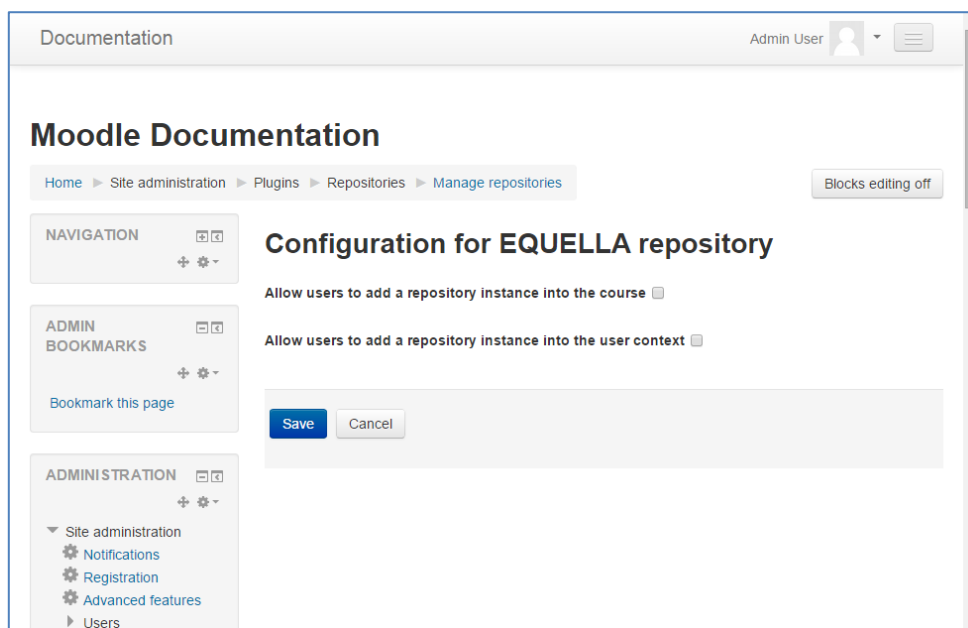 Documentation
Admin User
Moodle Documentation
Home Site administration Plugins Repositories Manage repositories
Blocks editing off
NAVIGATION
Configuration for EQUELLA repository
Allow users to add a repository instance into the course
Allow users to add a repository instance into the user context
Save Cancel
ADMIN
BOOKMARKS
Bookmark this page
ADMINISTRATION
Site administration
Notifications
Registration
Advanced features
Users